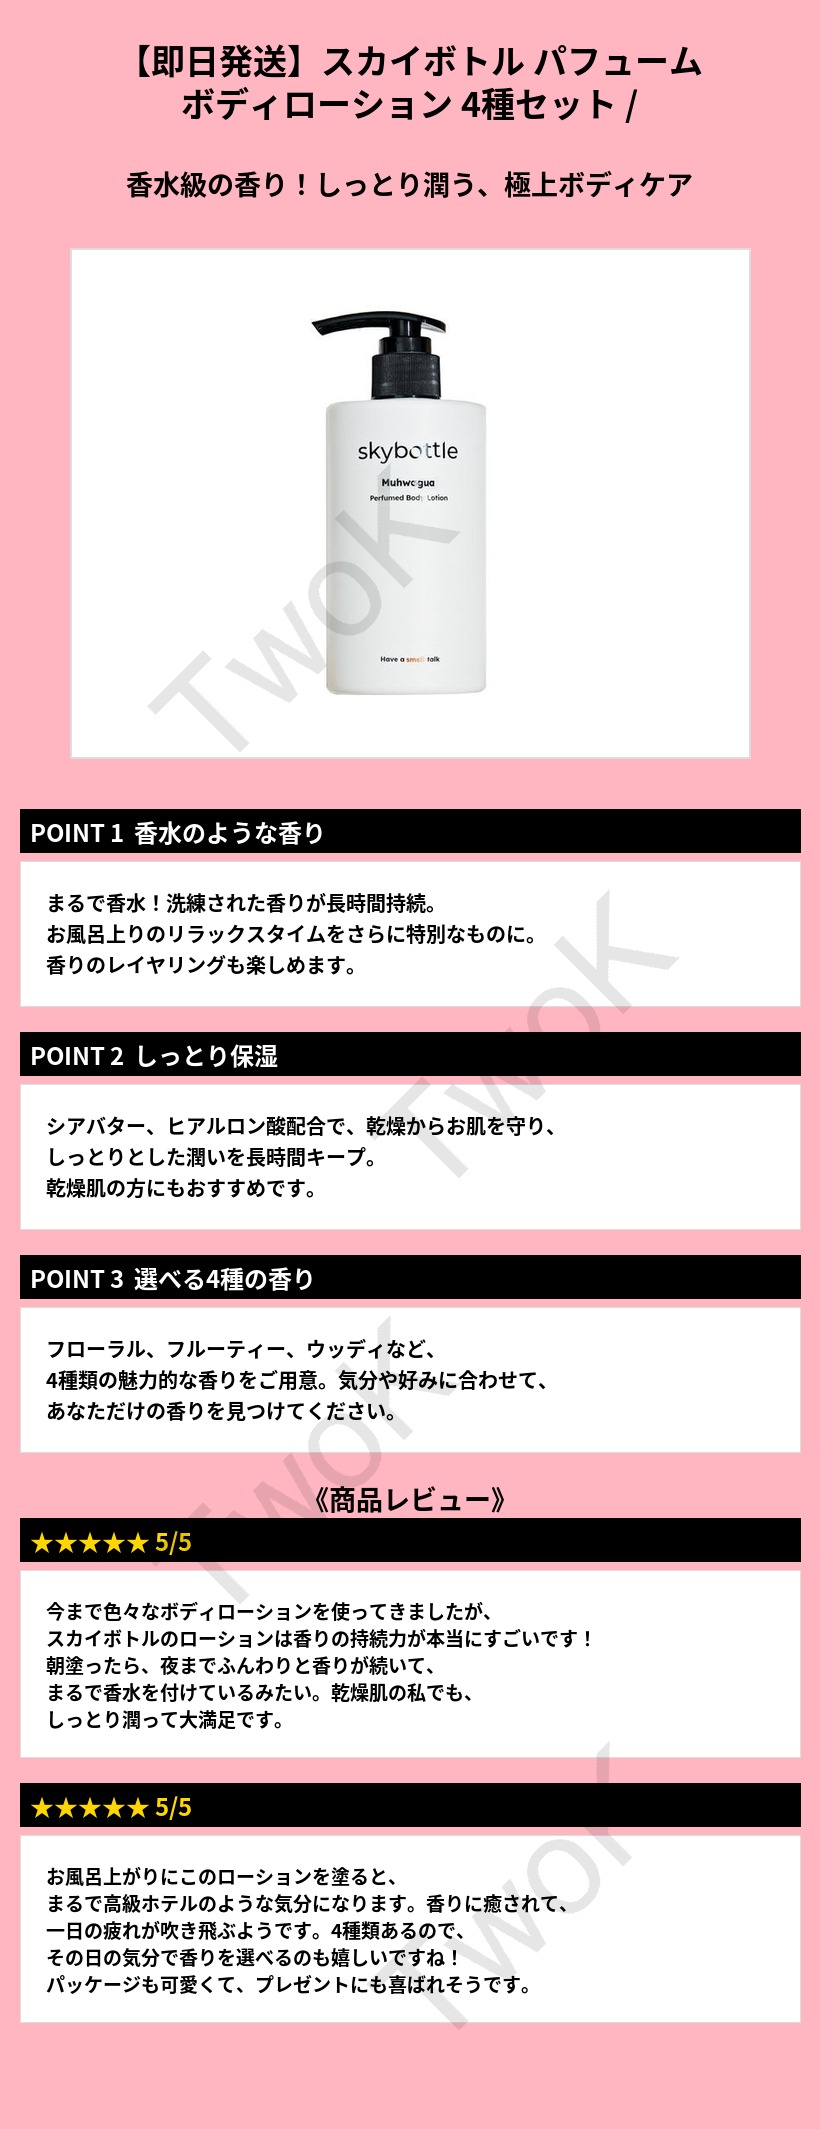 【即日発送】スカイボトル パフューム
ボディローション 4種セット /
香水級の香り！しっとり潤う、極上ボディケア
skybottle
Muhwagua
Perfumed Body Lotion
Have a smell talk
TwoK
POINT 1 香水のような香り
まるで香水！洗練された香りが長時間持続。
お風呂上りのリラックスタイムをさらに特別なものに。
香りのレイヤリングも楽しめます。
TwoK
POINT 2 しっとり保湿
シアバター、ヒアルロン酸配合で、乾燥からお肌を守り、
しっとりとした潤いを長時間キープ。
乾燥肌の方にもおすすめです。
POINT 3 選べる4種の香り
フローラル、フルーティー、ウッディなど、
4種類の魅力的な香りをご用意。気分や好みに合わせて、
あなただけの香りを見つけてください。
TwoK
《商品レビュー》
★★★★★ 5/5
今まで色々なボディローションを使ってきましたが、
スカイボトルのローションは香りの持続力が本当にすごいです！
朝塗ったら、夜までふんわりと香りが続いて、
まるで香水を付けているみたい。乾燥肌の私でも、
しっとり潤って大満足です。
★★★★★ 5/5
お風呂上がりにこのローションを塗ると、
まるで高級ホテルのような気分になります。香りに癒されて、
一日の疲れが吹き飛ぶようです。4種類あるので、
その日の気分で香りを選べるのも嬉しいですね！
パッケージも可愛くて、プレゼントにも喜ばれそうです。
TwoK